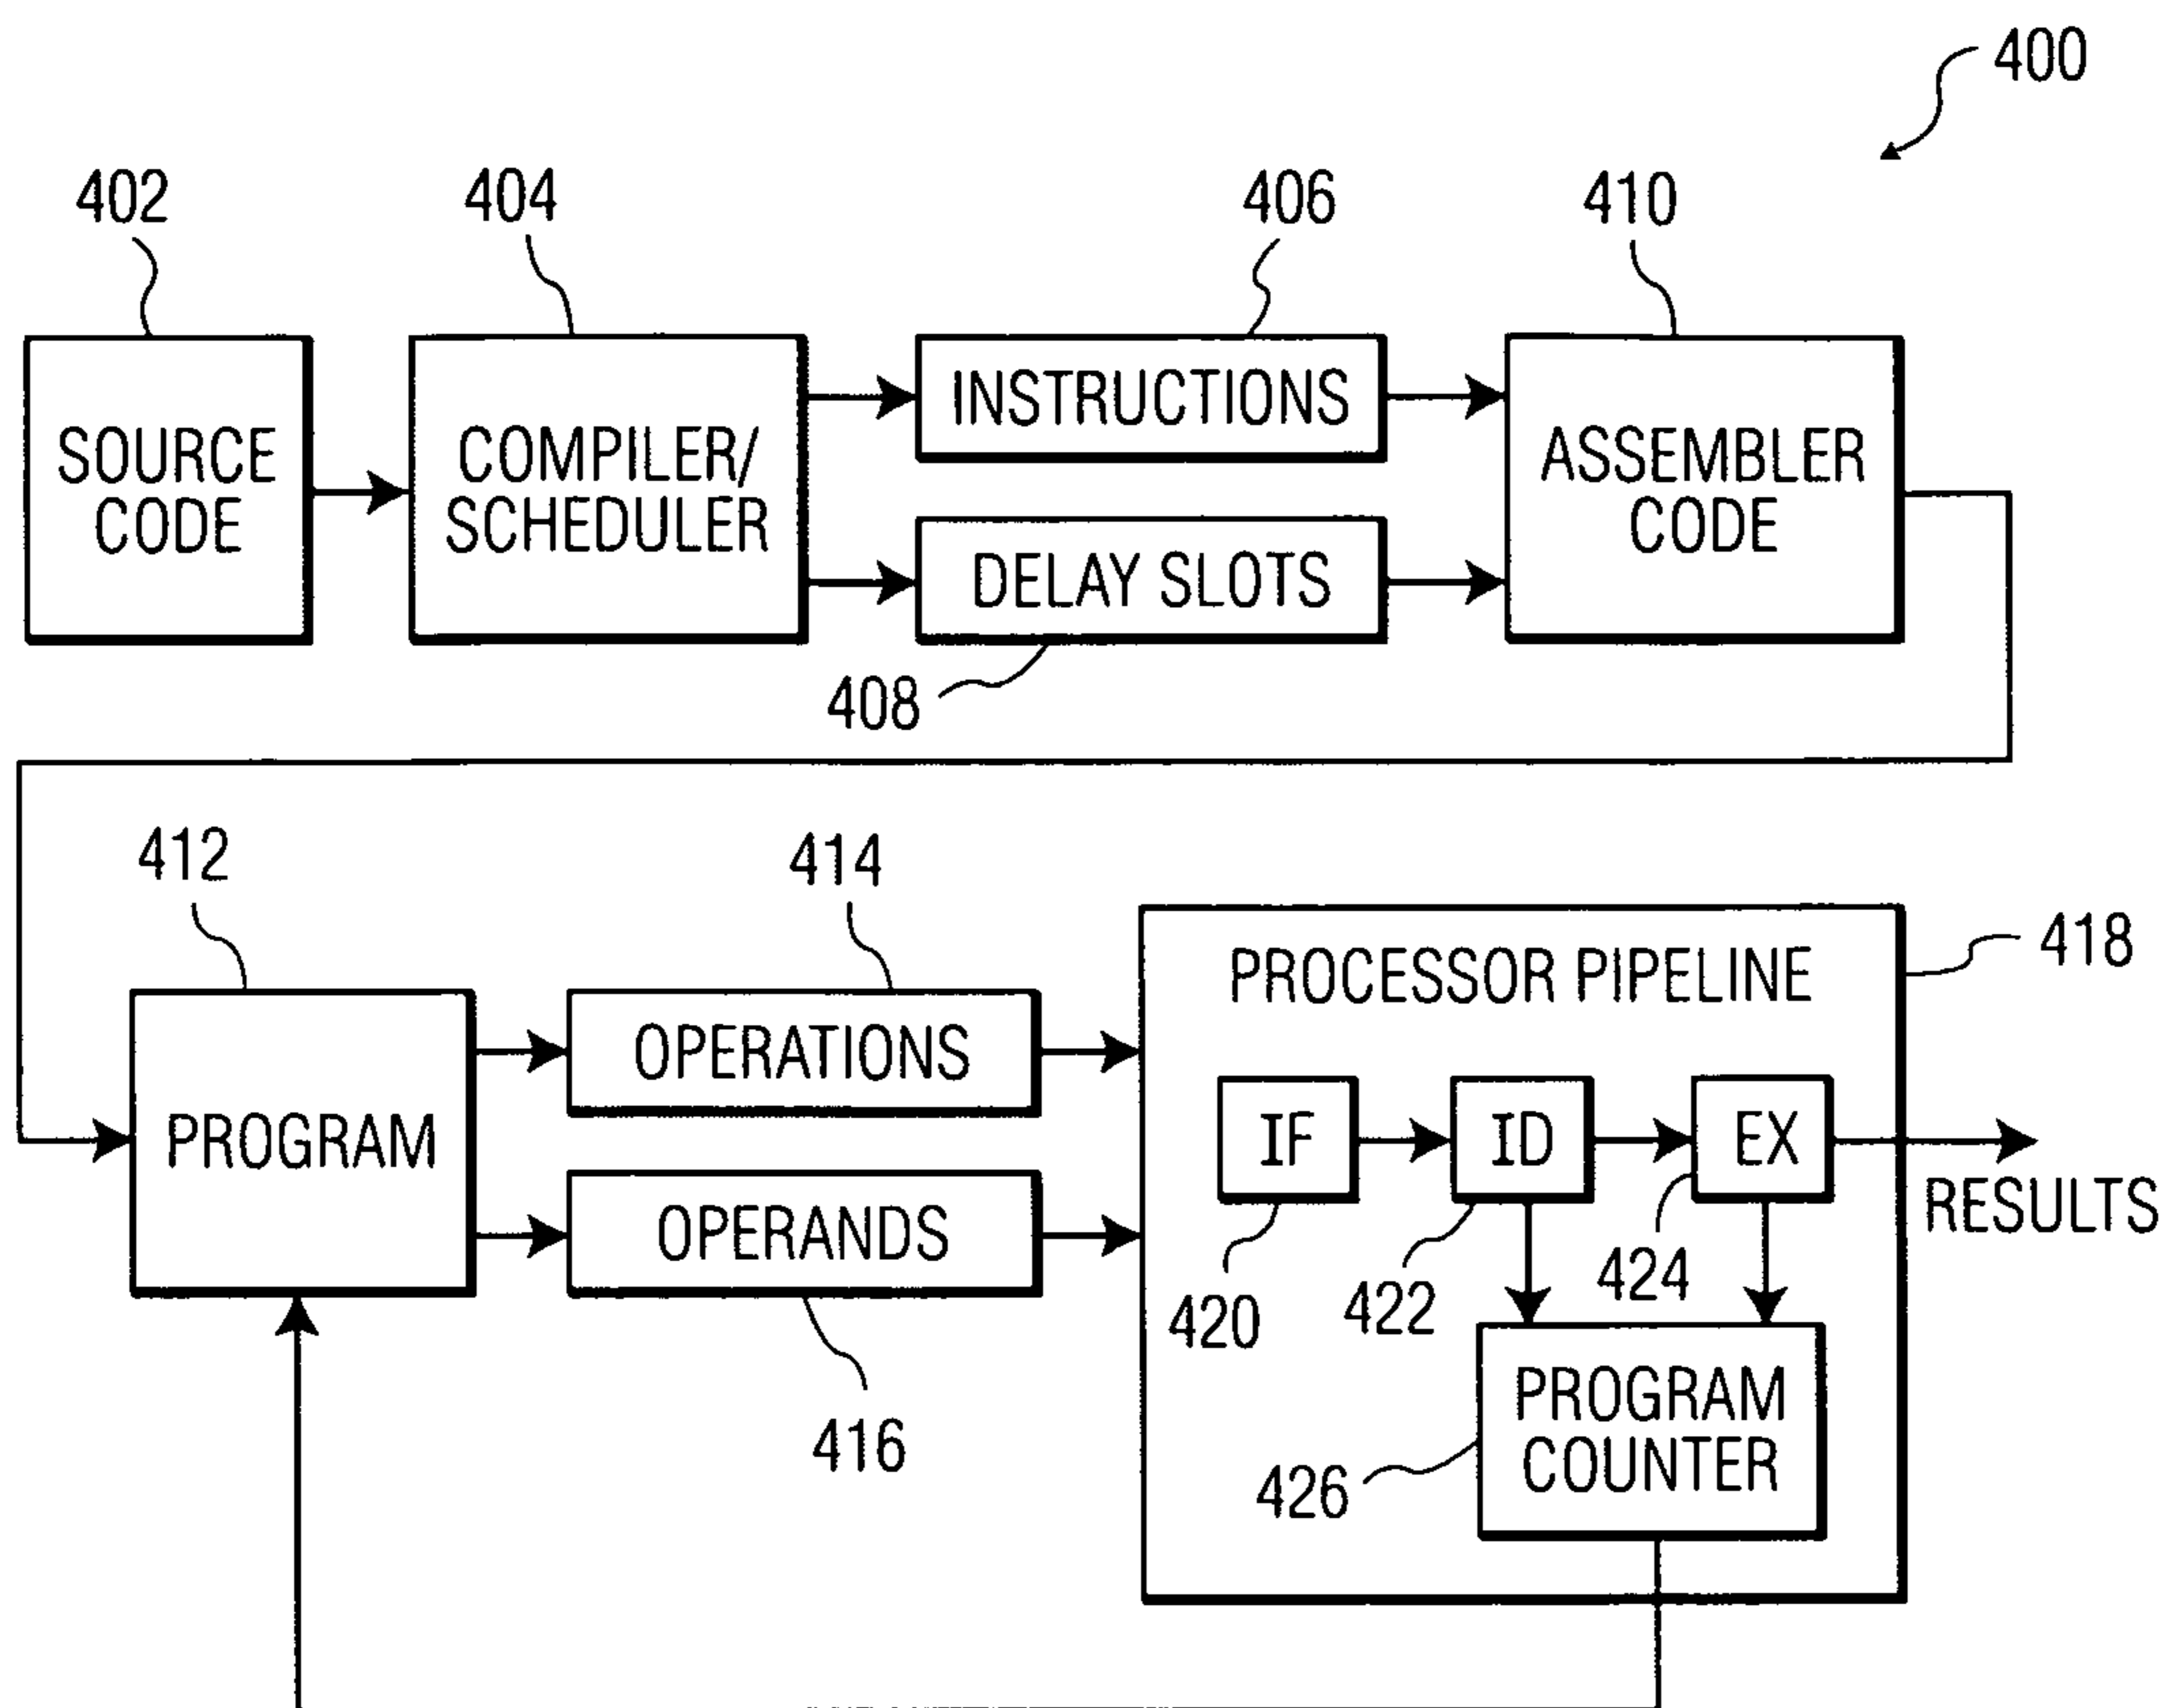 400
402
404
406
410
SOURCE
CODE
COMPILER/
SCHEDULER
INSTRUCTIONS
DELAY SLOTS
ASSEMBLER
CODE
408
412
414
418
PROGRAM
OPERATIONS
OPERANDS
416
PROCESSOR PIPELINE
IF
ID
EX
RESULTS
420
422
424
PROGRAM
COUNTER
426